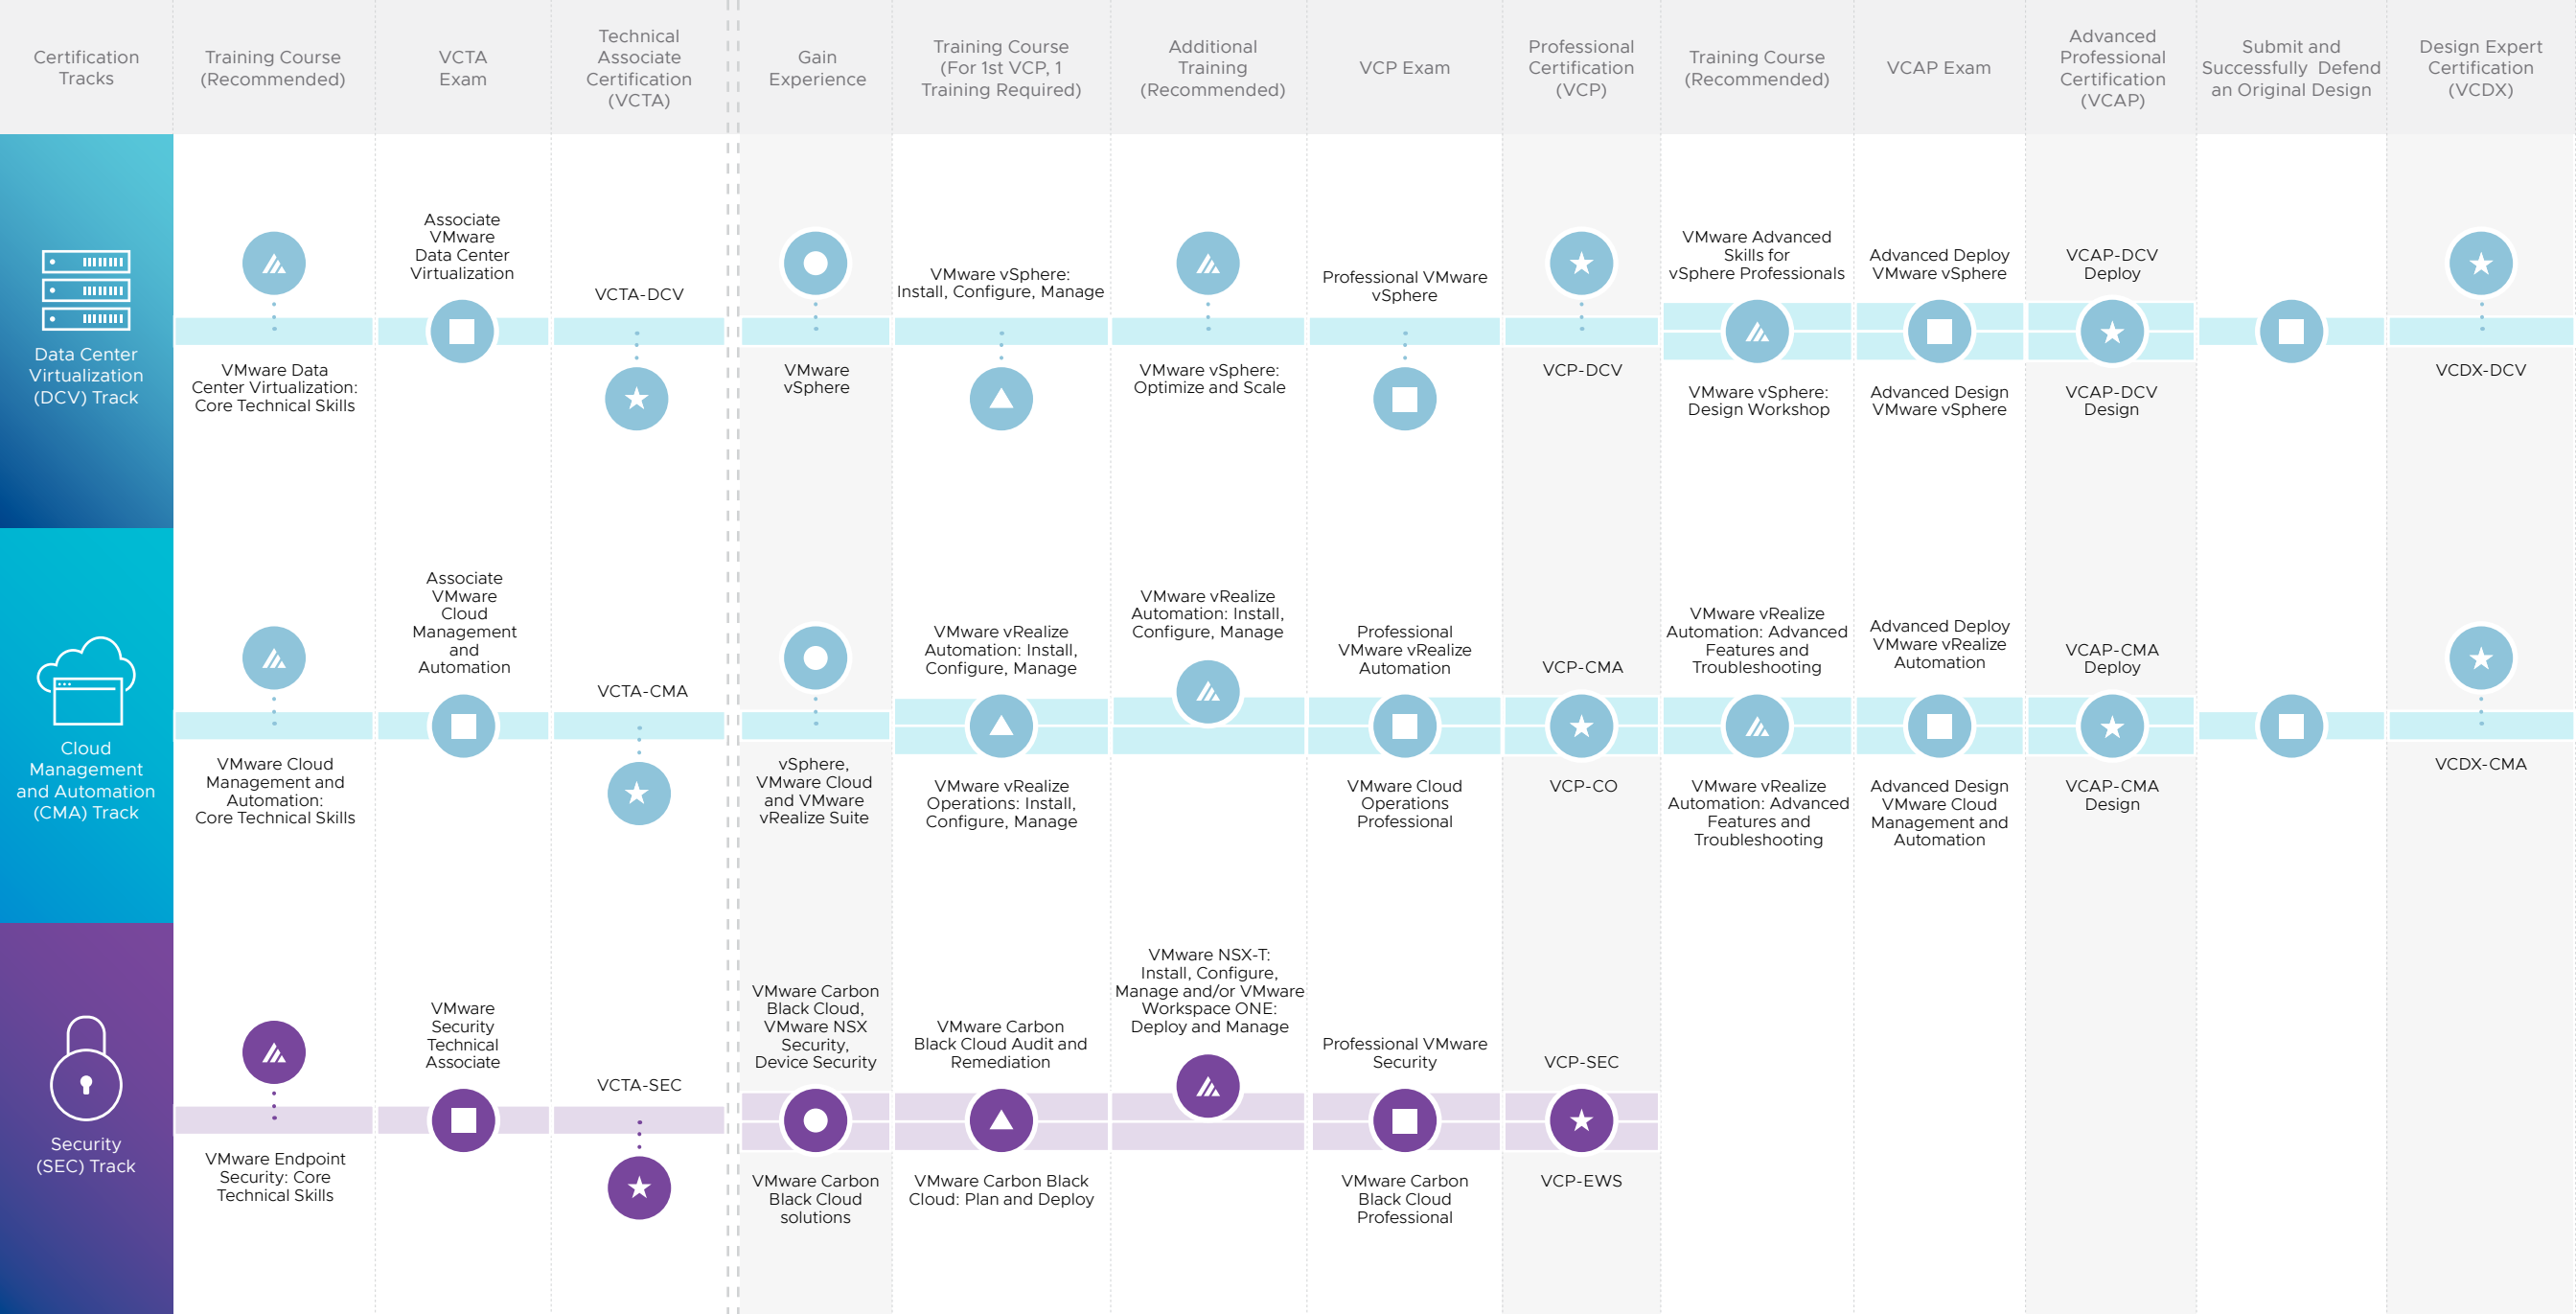 Certification
Tracks
Training Course
(Recommended)
VCTA
Exam
Technical
Associate
Certification
(VCTA)
Gain
Experience
Training Course
(For 1st VCP, 1
Training Required)
Additional
Training
(Recommended)
VCP Exam
Professional
Certification
(VCP)
Training Course
(Recommended)
VCAP Exam
Advanced
Professional
Certification
(VCAP)
Submit and
Successfully Defend
an Original Design
Design Expert
Certification
(VCDX)
Data Center
Virtualization
(DCV) Track
VMware Data
Center Virtualization:
Core Technical Skills
Associate
VMware
Data Center
Virtualization
VCTA-DCV
VMware
vSphere
VMware vSphere:
Install, Configure, Manage
VMware vSphere:
Optimize and Scale
Professional VMware
vSphere
VCP-DCV
VMware Advanced
Skills for
vSphere Professionals
VMware vSphere:
Design Workshop
Advanced Deploy
VMware vSphere
Advanced Design
VMware vSphere
VCAP-DCV
Deploy
VCAP-DCV
Design
VCDX-DCV
Cloud
Management
and Automation
(CMA) Track
VMware Cloud
Management and
Automation:
Core Technical Skills
Associate
VMware
Cloud
Management
and
Automation
VCTA-CMA
vSphere,
VMware Cloud
and VMware
vRealize Suite
VMware vRealize
Automation: Install,
Configure, Manage
VMware vRealize
Operations: Install,
Configure, Manage
VMware vRealize
Automation: Install,
Configure, Manage
Professional
VMware vRealize
Automation
VMware Cloud
Operations
Professional
VCP-CMA
VCP-CO
VMware vRealize
Automation: Advanced
Features and
Troubleshooting
VMware vRealize
Automation: Advanced
Features and
Troubleshooting
Advanced Deploy
VMware vRealize
Automation
Advanced Design
VMware Cloud
Management and
Automation
VCAP-CMA
Deploy
VCAP-CMA
Design
VCDX-CMA
Security
(SEC) Track
VMware Endpoint
Security: Core
Technical Skills
VMware
Security
Technical
Associate
VCTA-SEC
VMware Carbon
Black Cloud,
VMware NSX
Security,
Device Security
VMware Carbon
Black Cloud
solutions
VMware Carbon
Black Cloud Audit and
Remediation
VMware Carbon Black
Cloud: Plan and Deploy
VMware NSX-T:
Install, Configure,
Manage and/or VMware
Workspace ONE:
Deploy and Manage
Professional VMware
Security
VMware Carbon
Black Cloud
Professional
VCP-SEC
VCP-EWS